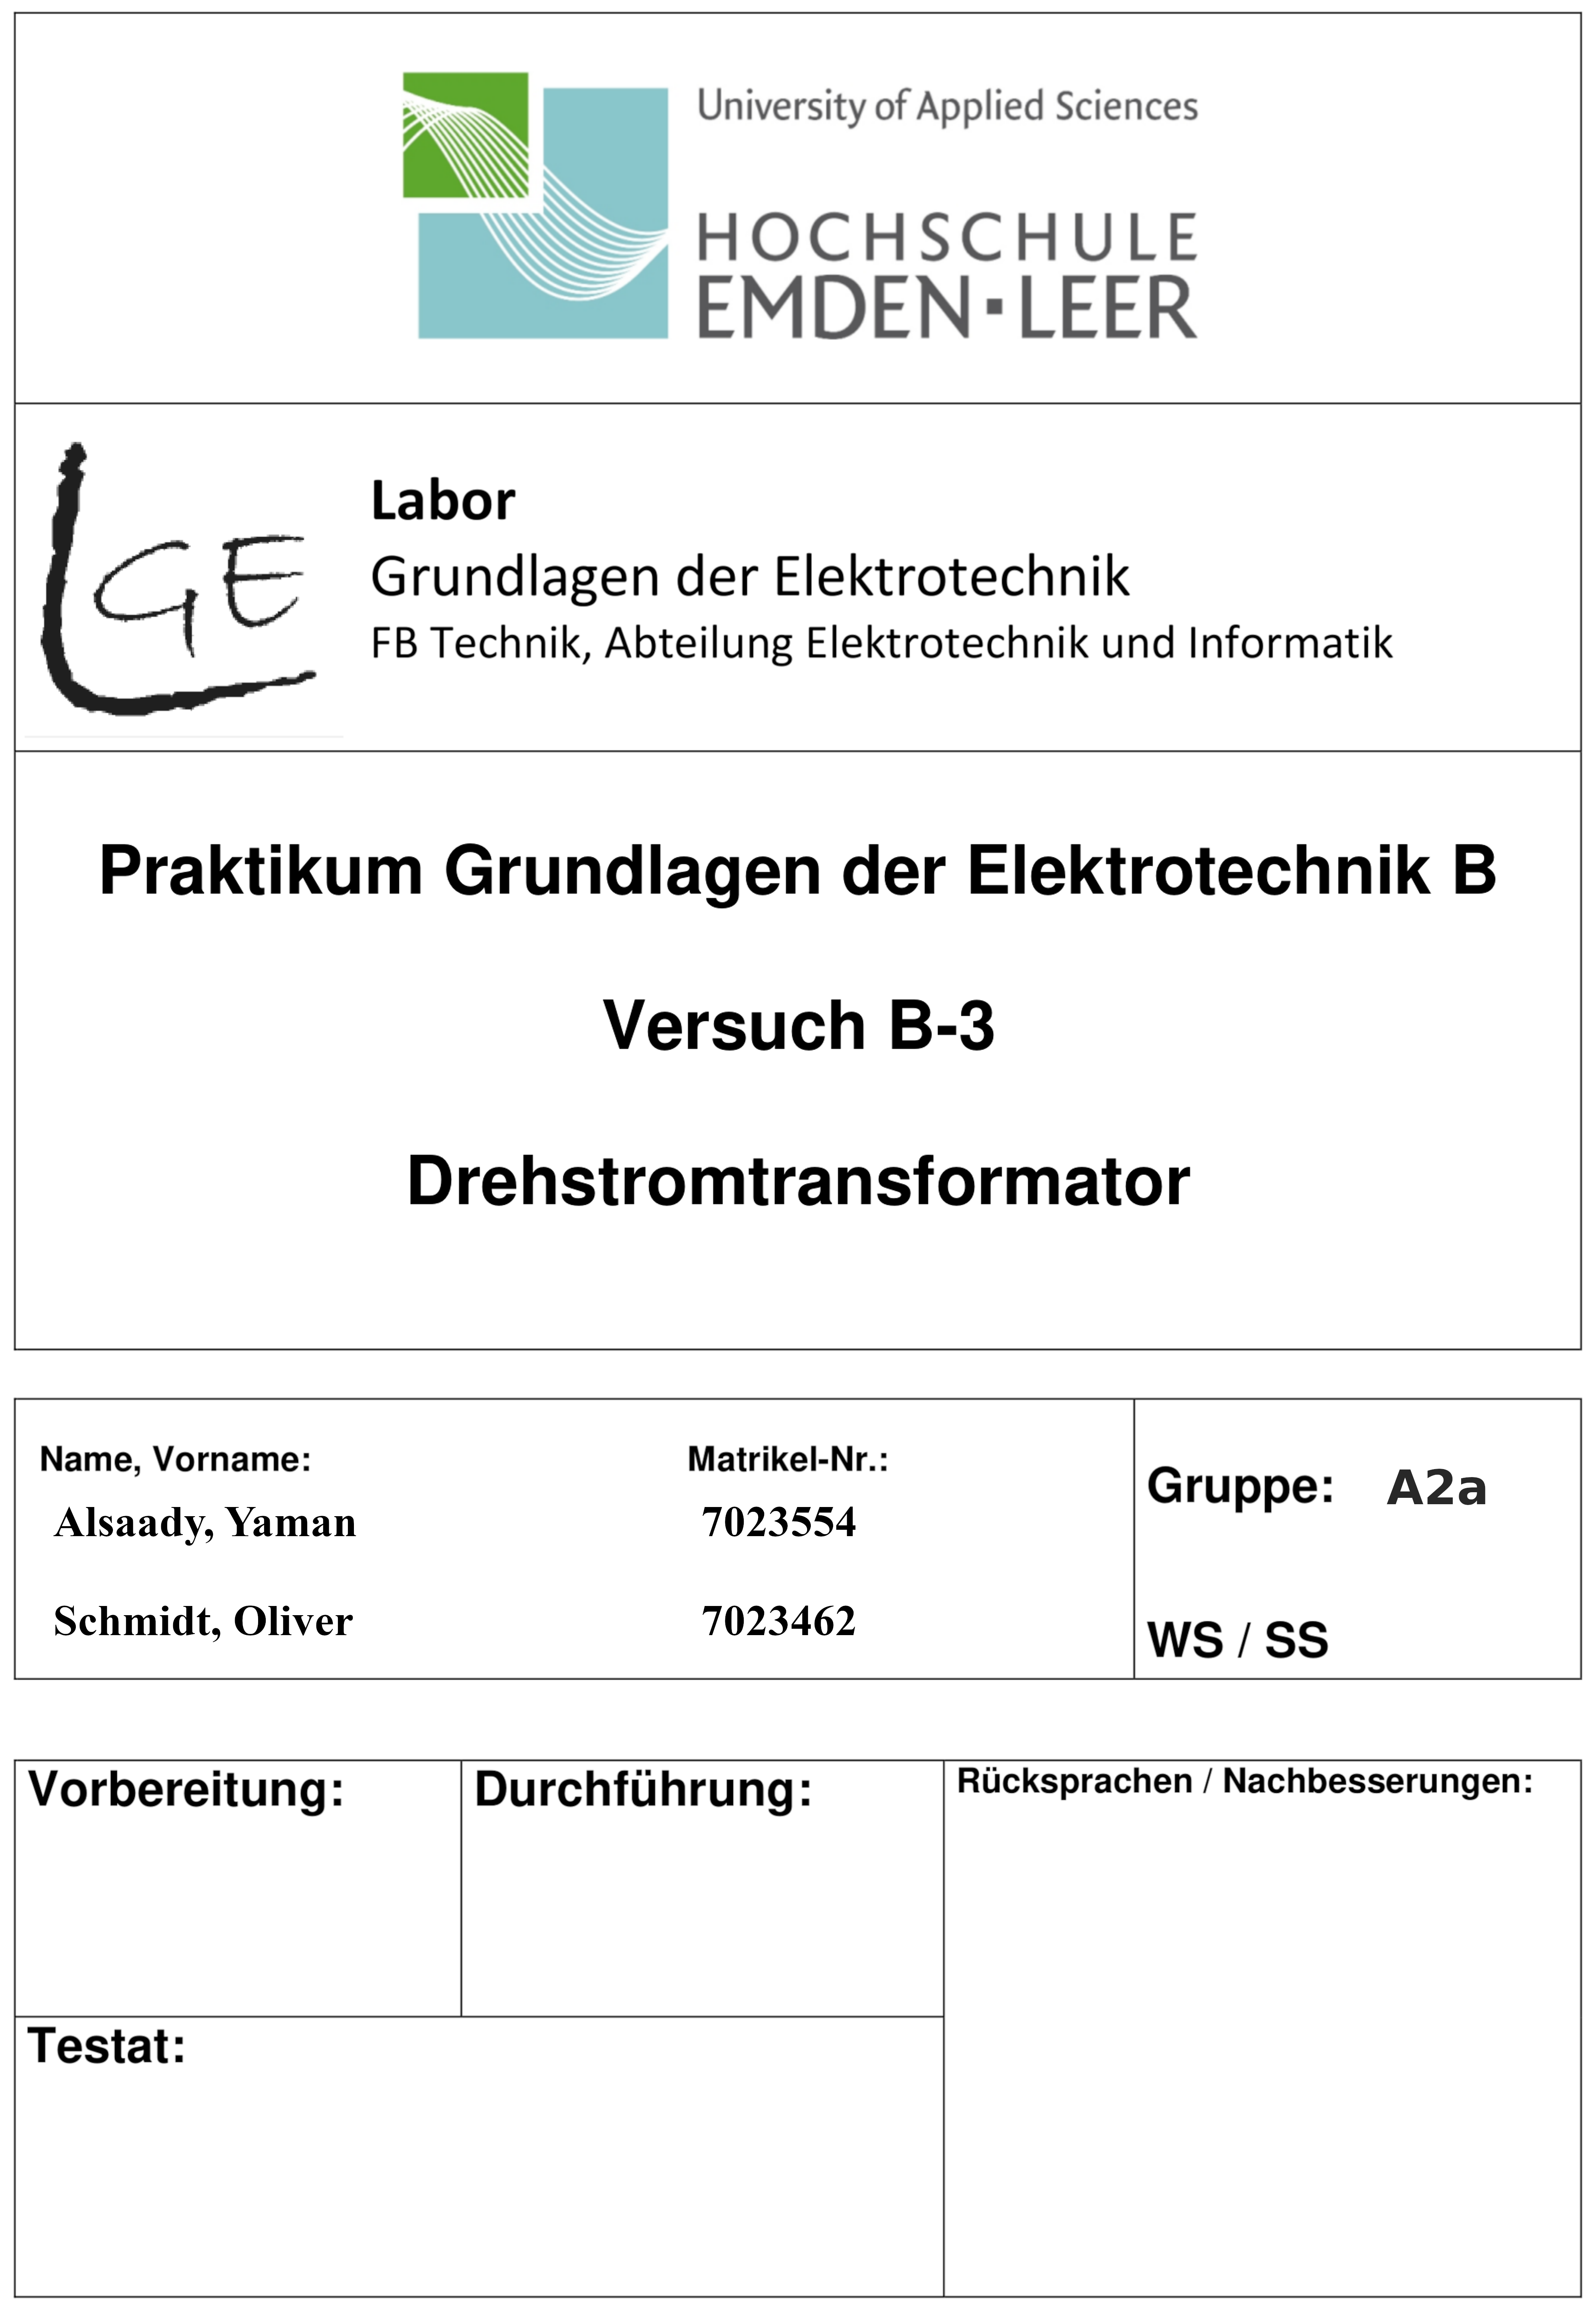 University of Applied Sciences
HOCHSCHULE
EMDEN▪LEER
LGE
Labor
Grundlagen der Elektrotechnik
FB Technik, Abteilung Elektrotechnik und Informatik
Praktikum Grundlagen der Elektrotechnik B
Versuch B-3
Drehstromtransformator
Name, Vorname: Matrikel-Nr.:
Alsaady, Yaman 7023554
Schmidt, Oliver 7023462
Gruppe: A2a
WS / SS
Vorbereitung: Durchführung: Rücksprachen / Nachbesserungen:
Testat: